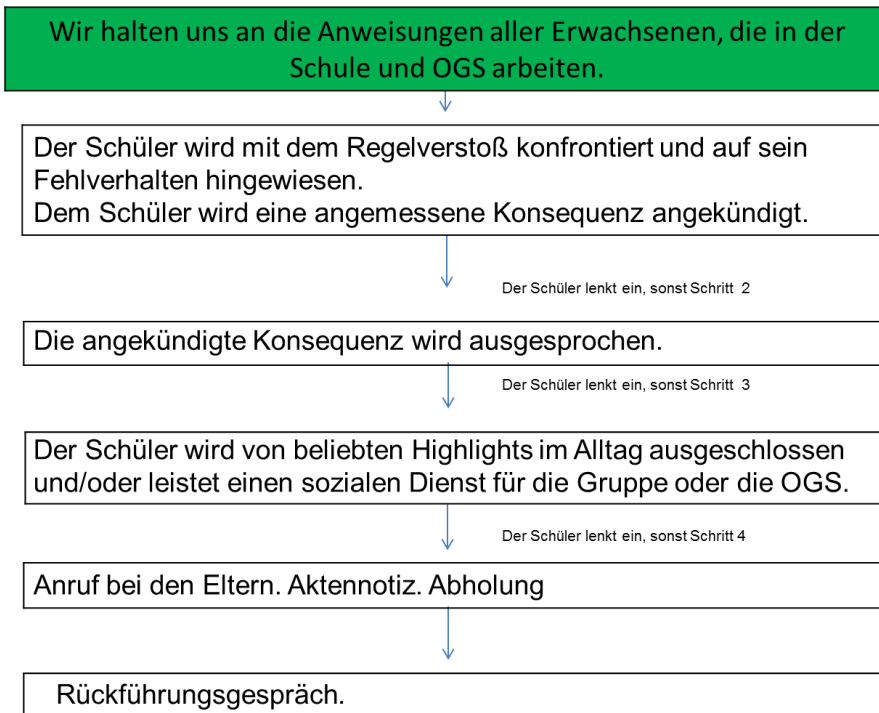 Wir halten uns an die Anweisungen aller Erwachsenen, die in der
Schule und OGS arbeiten.
Der Schüler wird mit dem Regelverstoß konfrontiert und auf sein
Fehlverhalten hingewiesen.
Dem Schüler wird eine angemessene Konsequenz angekündigt.
Der Schüler lenkt ein, sonst Schritt 2
Die angekündigte Konsequenz wird ausgesprochen.
Der Schüler lenkt ein, sonst Schritt 3
Der Schüler wird von beliebten Highlights im Alltag ausgeschlossen
und/oder leistet einen sozialen Dienst für die Gruppe oder die OGS.
Der Schüler lenkt ein, sonst Schritt 4
Anruf bei den Eltern. Aktennotiz. Abholung
Rückführungsgespräch.